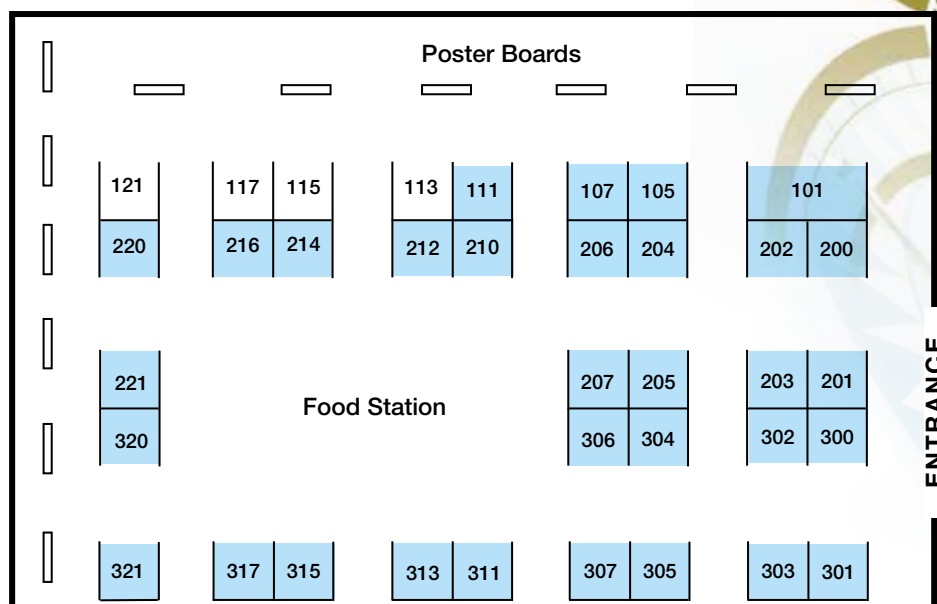 Poster Boards
121 117 115 113 111 107 105 101
220 216 214 212 210 206 204 202 200
221 207 205 203 201
Food Station
320 306 304 302 300
ENTRANCE
321 317 315 313 311 307 305 303 301